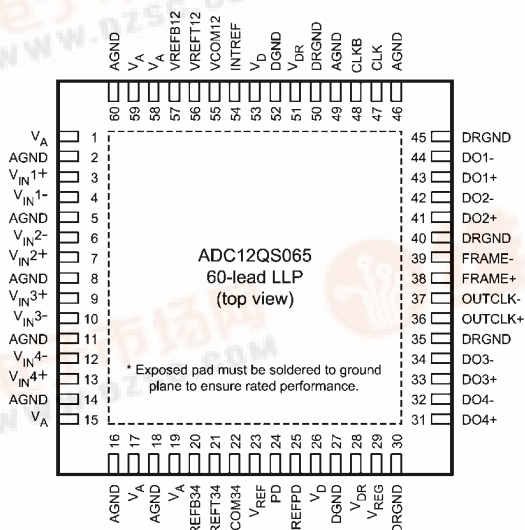 AGND
VA
VA
VREFB12
VREFT12
VCOM12
INTREF
VD
DGND
VDR
DRGND
AGND
CLKB
CLK
AGND
60 59 58 57 56 55 54 53 52 51 50 49 48 47 46
VA 1
AGND 2
VIN1+ 3
VIN1- 4
AGND 5
VIN2- 6
VIN2+ 7
AGND 8
VIN3+ 9
VIN3- 10
AGND 11
VIN4- 12
VIN4+ 13
AGND 14
VA 15
ADC12QS065
60-lead LLP
(top view)
* Exposed pad must be soldered to ground
plane to ensure rated performance.
45 DRGND
44 DO1-
43 DO1+
42 DO2-
41 DO2+
40 DRGND
39 FRAME-
38 FRAME+
37 OUTCLK-
36 OUTCLK+
35 DRGND
34 DO3-
33 DO3+
32 DO4-
31 DO4+
16 17 18 19 20 21 22 23 24 25 26 27 28 29 30
AGND
VA
AGND
VA
REFB34
REFT34
COM34
VREF
PD
REFPD
VD
DGND
VDR
VREG
DRGND